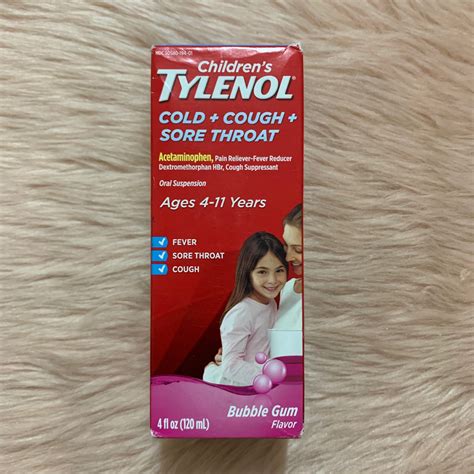 Children's
TYLENOL®
COLD + COUGH +
SORE THROAT
Acetaminophen, Pain Reliever-Fever Reducer
Dextromethorphan HBr, Cough Suppressant
Oral Suspension
Ages 4-11 Years
FEVER
SORE THROAT
COUGH
Bubble Gum
Flavor
4 fl oz (120 mL)